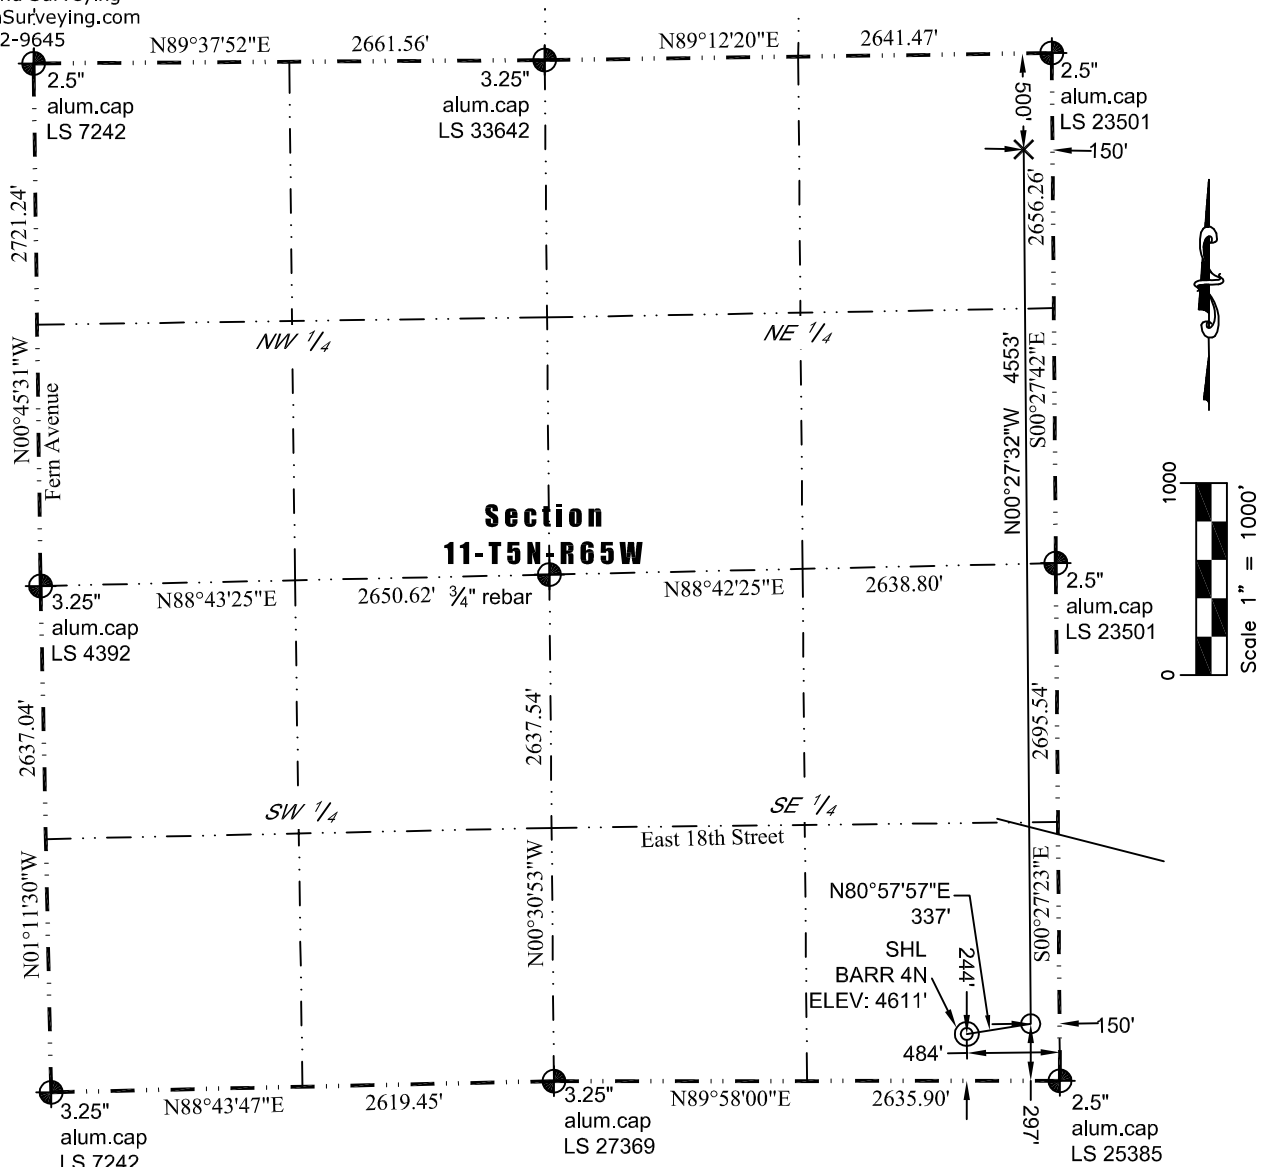 nSurveying.com
2-9645
N89°37'52"E 2661.56' N89°12'20"E 2641.47'
2.5"
alum.cap
LS 7242
3.25"
alum.cap
LS 33642
2.5"
alum.cap
LS 23501
500'
150'
2721.24'
2656.26'
NW 1/4
NE 1/4
N00°45'31"W
Fern Avenue
N00°27'32"W 4553'
S00°27'42"E
Section
11-T5N-R65W
1000
0
Scale 1" = 1000'
3.25"
alum.cap
LS 4392
N88°43'25"E 2650.62' ¾" rebar N88°42'25"E 2638.80'
2.5"
alum.cap
LS 23501
2637.04'
2637.54'
2695.54'
SW 1/4
SE 1/4
East 18th Street
N01°11'30"W
N00°30'53"W
S00°27'23"E
N80°57'57"E
337'
SHL
BARR 4N
ELEV: 4611'
244'
150'
484'
297'
3.25"
alum.cap
LS 7242
N88°43'47"E 2619.45'
3.25"
alum.cap
LS 27369
N89°58'00"E 2635.90'
2.5"
alum.cap
LS 25385